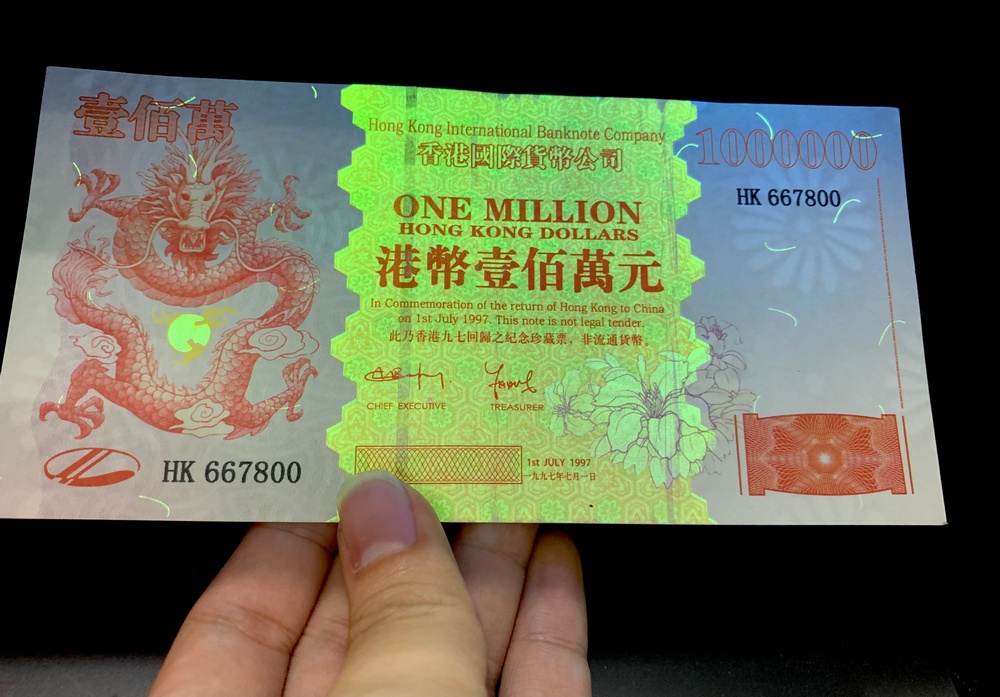 壹佰萬
Hong Kong International Banknote Company
香港國際貨幣公司
1000000
HK 667800
ONE MILLION
HONG KONG DOLLARS
港幣壹佰萬元
In Commemoration of the return of Hong Kong to China
on 1st July 1997. This note is not legal tender.
此乃香港九七回歸之紀念珍藏票，非流通貨幣。
CHIEF EXECUTIVE
TREASURER
HK 667800
1st JULY 1997
一九九七年七月一日